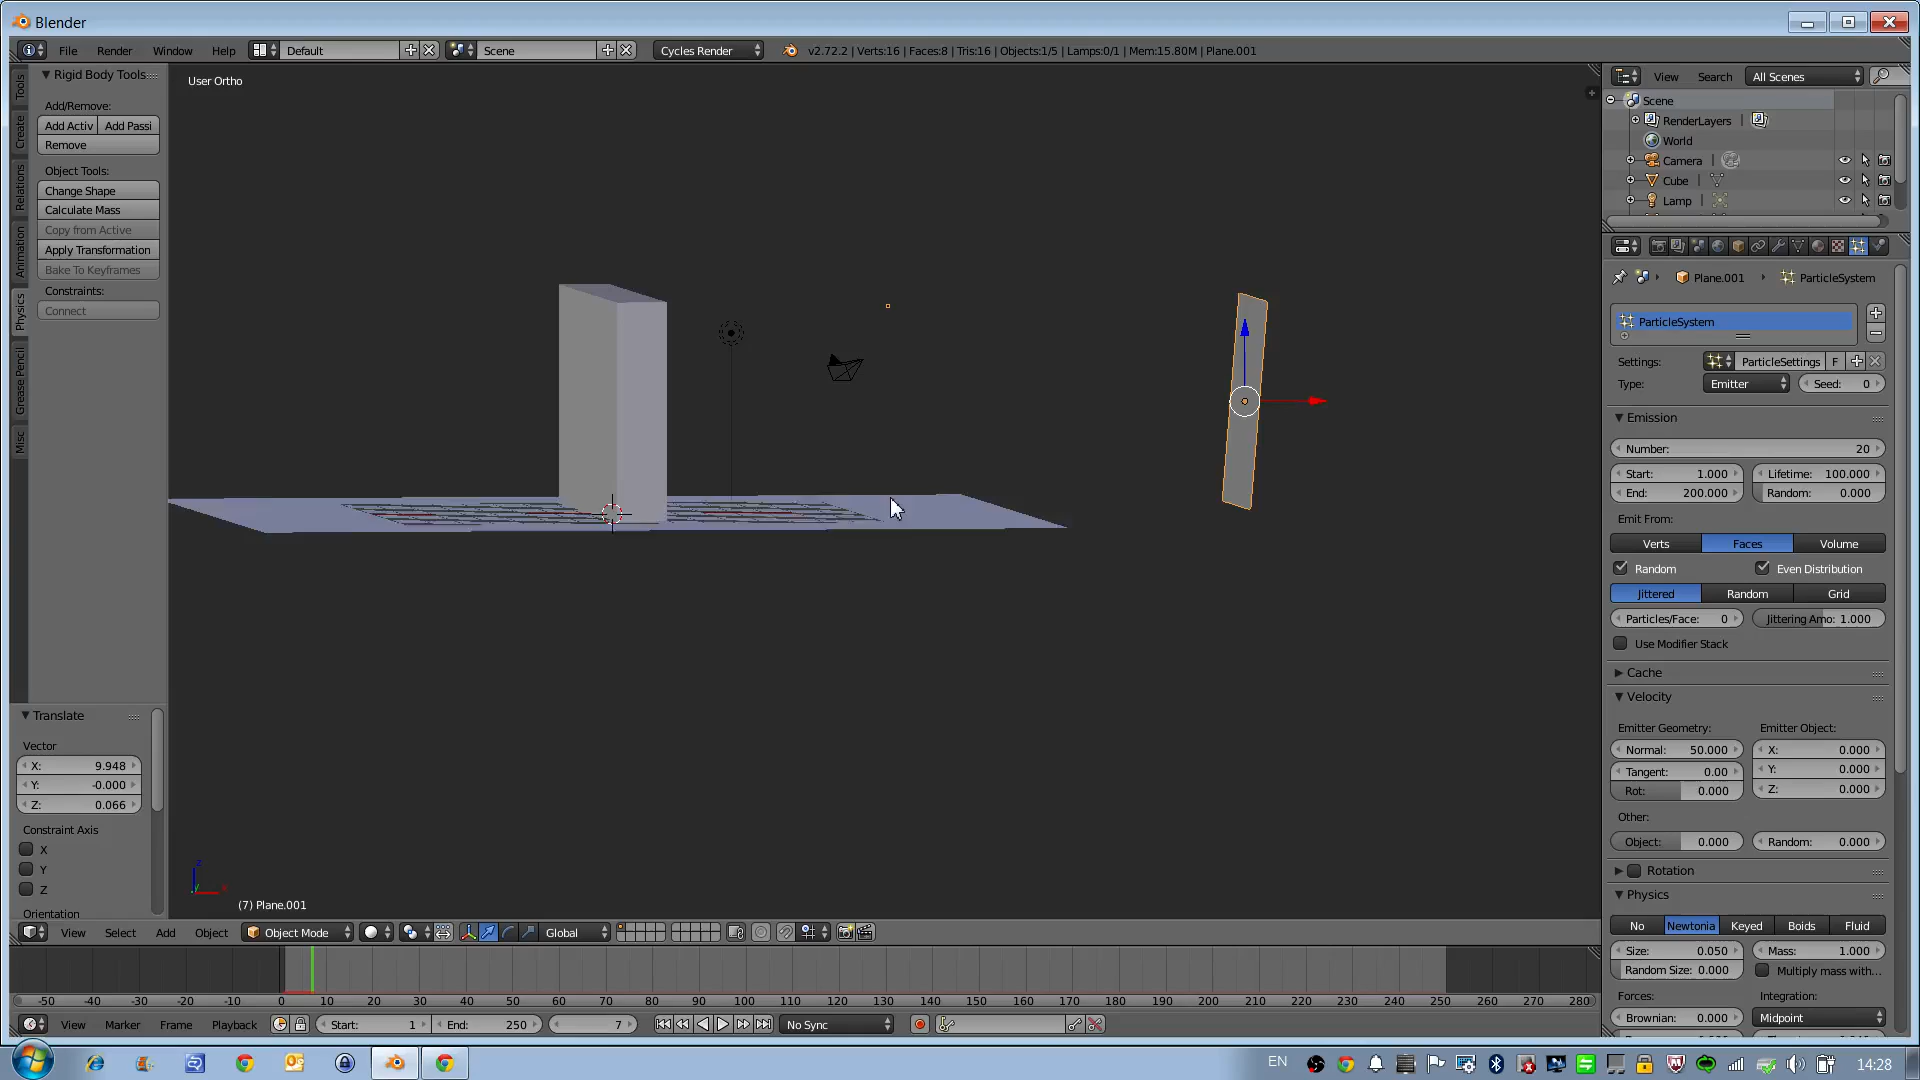 Blender
File Render Window Help Default Scene Cycles Render v2.72.2 | Verts:16 | Faces:8 | Tris:16 | Objects:1/5 | Lamps:0/1 | Mem:15.80M | Plane.001
Tools
Create
Relations
Animation
Physics
Grease Pencil
Misc
Rigid Body Tools
Add/Remove:
Add Activ Add Passi
Remove
Object Tools:
Change Shape
Calculate Mass
Copy from Active
Apply Transformation
Bake To Keyframes
Constraints:
Connect
Translate
Vector
X: 9.948
Y: -0.000
Z: 0.066
Constraint Axis
X
Y
Z
Orientation
User Ortho
(7) Plane.001
View Select Add Object Object Mode Global
-50 -40 -30 -20 -10 0 10 20 30 40 50 60 70 80 90 100 110 120 130 140 150 160 170 180 190 200 210 220 230 240 250 260 270 280
View Marker Frame Playback Start: 1 End: 250 7 No Sync
View Search All Scenes
Scene
RenderLayers
World
Camera
Cube
Lamp
Plane.001 ParticleSystem
ParticleSystem
Settings: ParticleSettings F
Type: Emitter Seed: 0
Emission
Number: 20
Start: 1.000 Lifetime: 100.000
End: 200.000 Random: 0.000
Emit From:
Verts Faces Volume
Random Even Distribution
Jittered Random Grid
Particles/Face: 0 Jittering Amo: 1.000
Use Modifier Stack
Cache
Velocity
Emitter Geometry: Emitter Object:
Normal: 50.000 X: 0.000
Tangent: 0.00 Y: 0.000
Rot: 0.000 Z: 0.000
Other:
Object: 0.000 Random: 0.000
Rotation
Physics
No Newtonia Keyed Boids Fluid
Size: 0.050 Mass: 1.000
Random Size: 0.000 Multiply mass with...
Forces: Integration:
Brownian: 0.000 Midpoint
EN 14:28